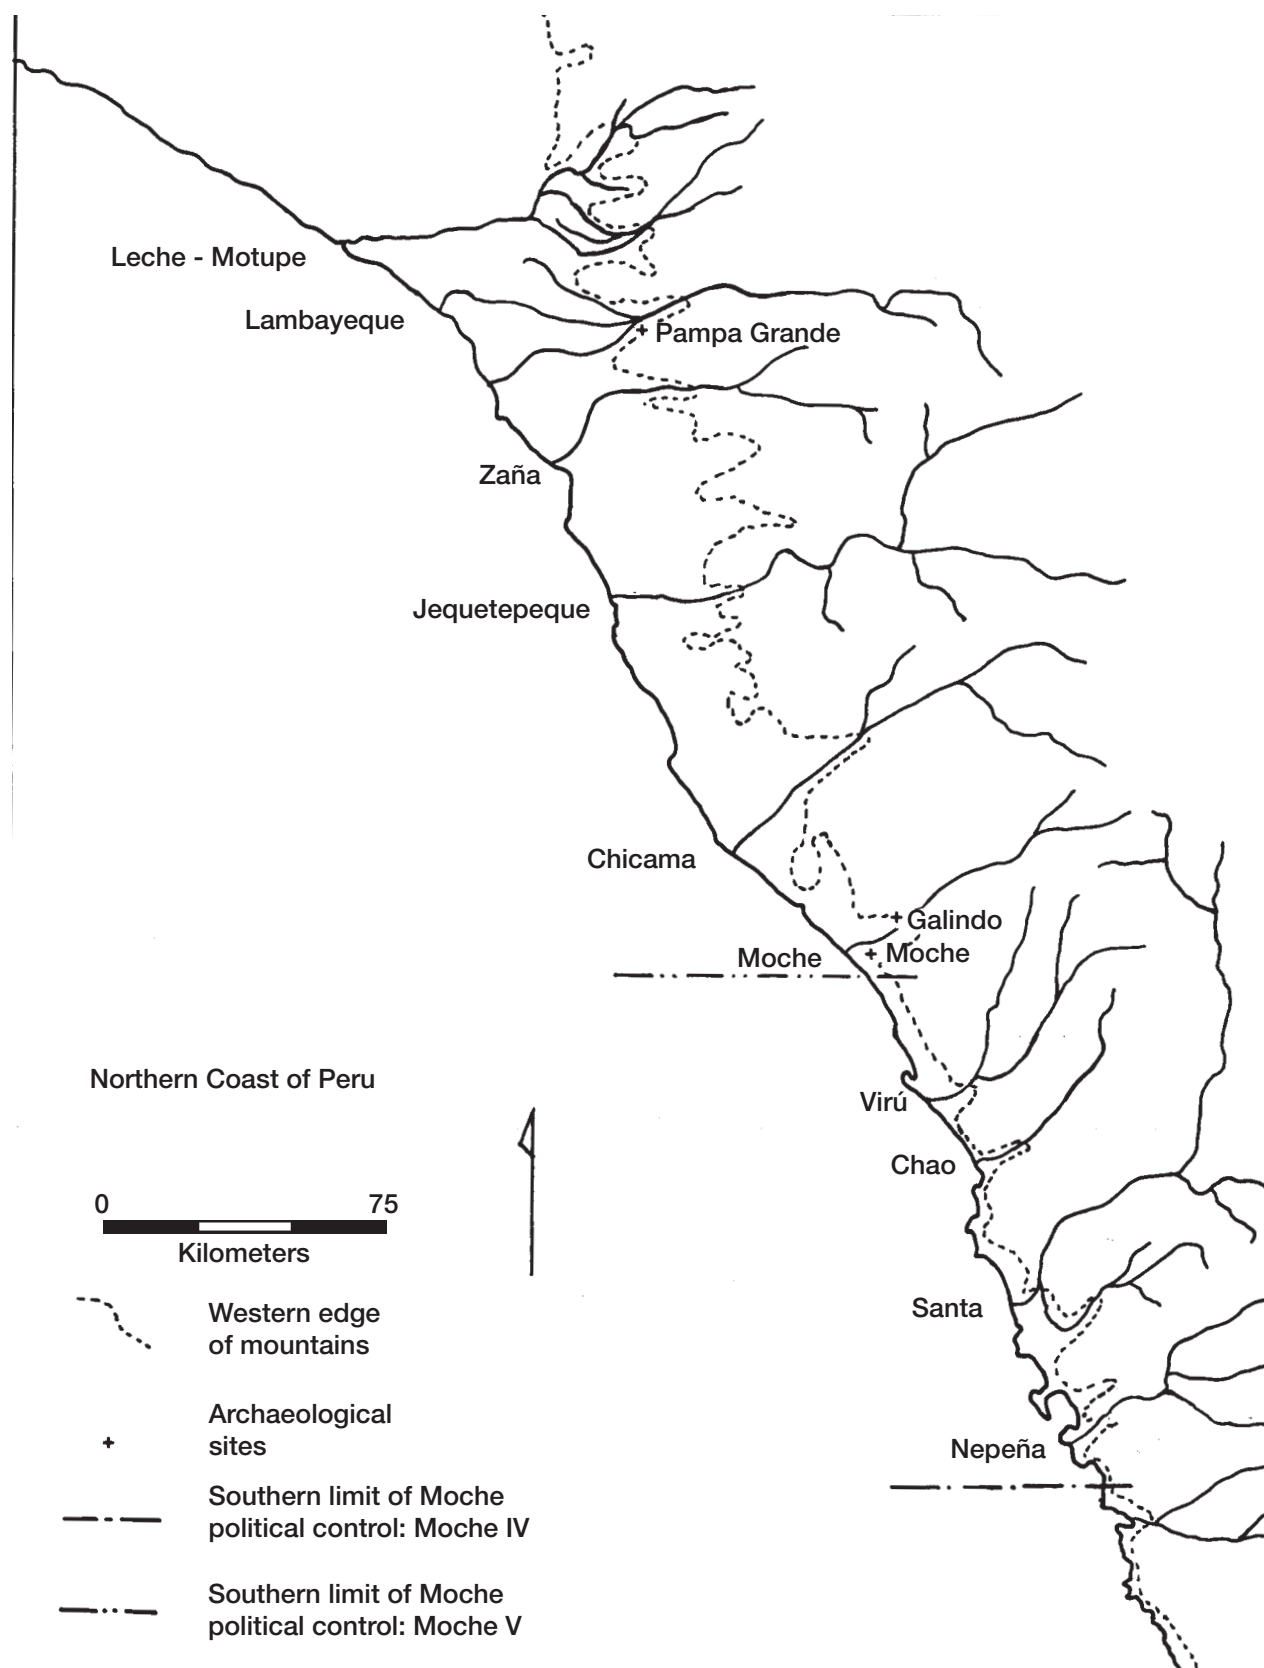 Leche - Motupe
Lambayeque
Pampa Grande
Zaña
Jequetepeque
Chicama
Galindo
Moche
Moche
Northern Coast of Peru
Virú
Chao
0 75
Kilometers
Santa
Western edge
of mountains
Archaeological
sites
Nepeña
Southern limit of Moche
political control: Moche IV
Southern limit of Moche
political control: Moche V